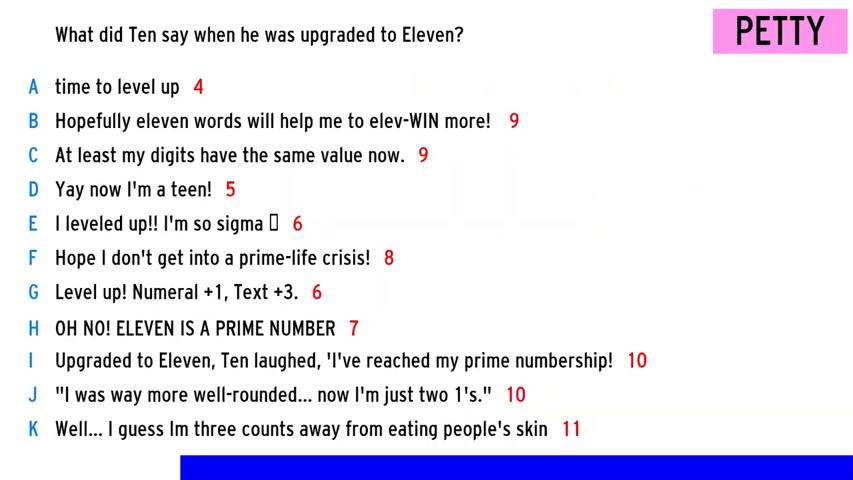 What did Ten say when he was upgraded to Eleven?
PETTY
A time to level up 4
B Hopefully eleven words will help me to elev-WIN more! 9
C At least my digits have the same value now. 9
D Yay now I'm a teen! 5
E I leveled up!! I'm so sigma ▯ 6
F Hope I don't get into a prime-life crisis! 8
G Level up! Numeral +1, Text +3. 6
H OH NO! ELEVEN IS A PRIME NUMBER 7
I Upgraded to Eleven, Ten laughed, 'I've reached my prime numbership! 10
J "I was way more well-rounded... now I'm just two 1's." 10
K Well... I guess Im three counts away from eating people's skin 11